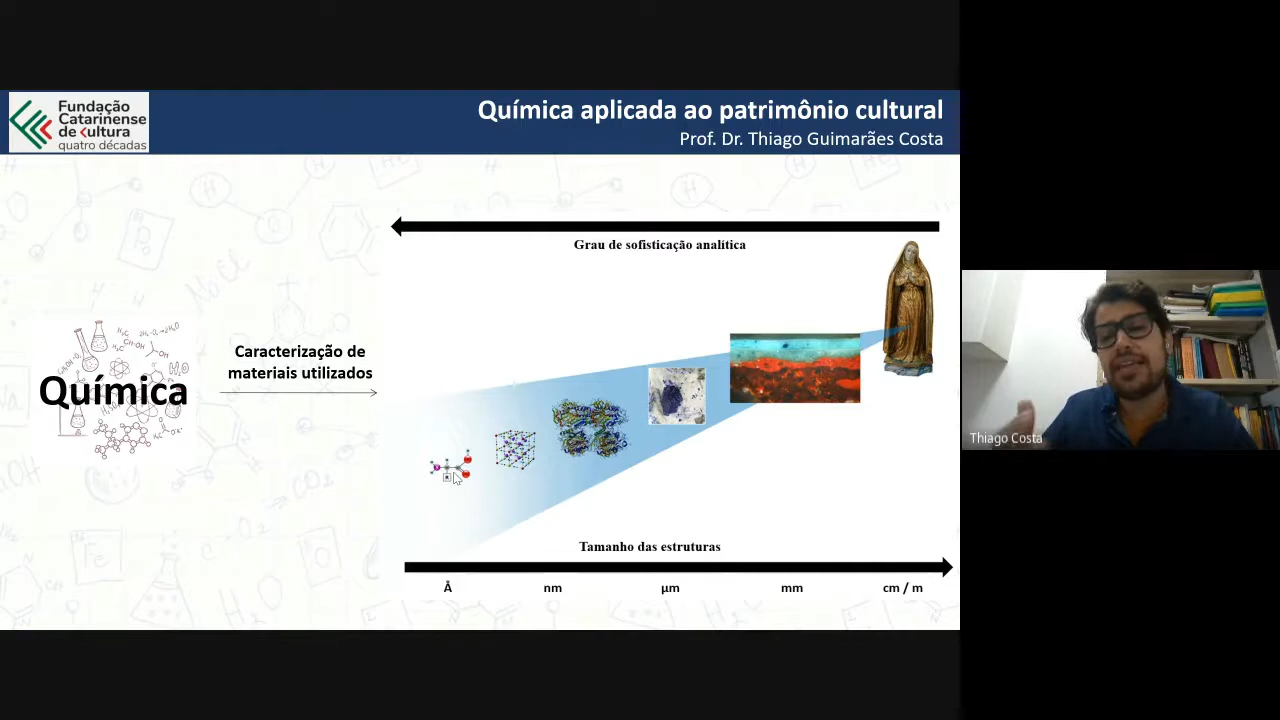 Fundação
Catarinense
de cultura
quatro décadas
Química aplicada ao patrimônio cultural
Prof. Dr. Thiago Guimarães Costa
Grau de sofisticação analítica
Caracterização de
materiais utilizados
Química
Thiago Costa
Tamanho das estruturas
Å nm μm mm cm / m